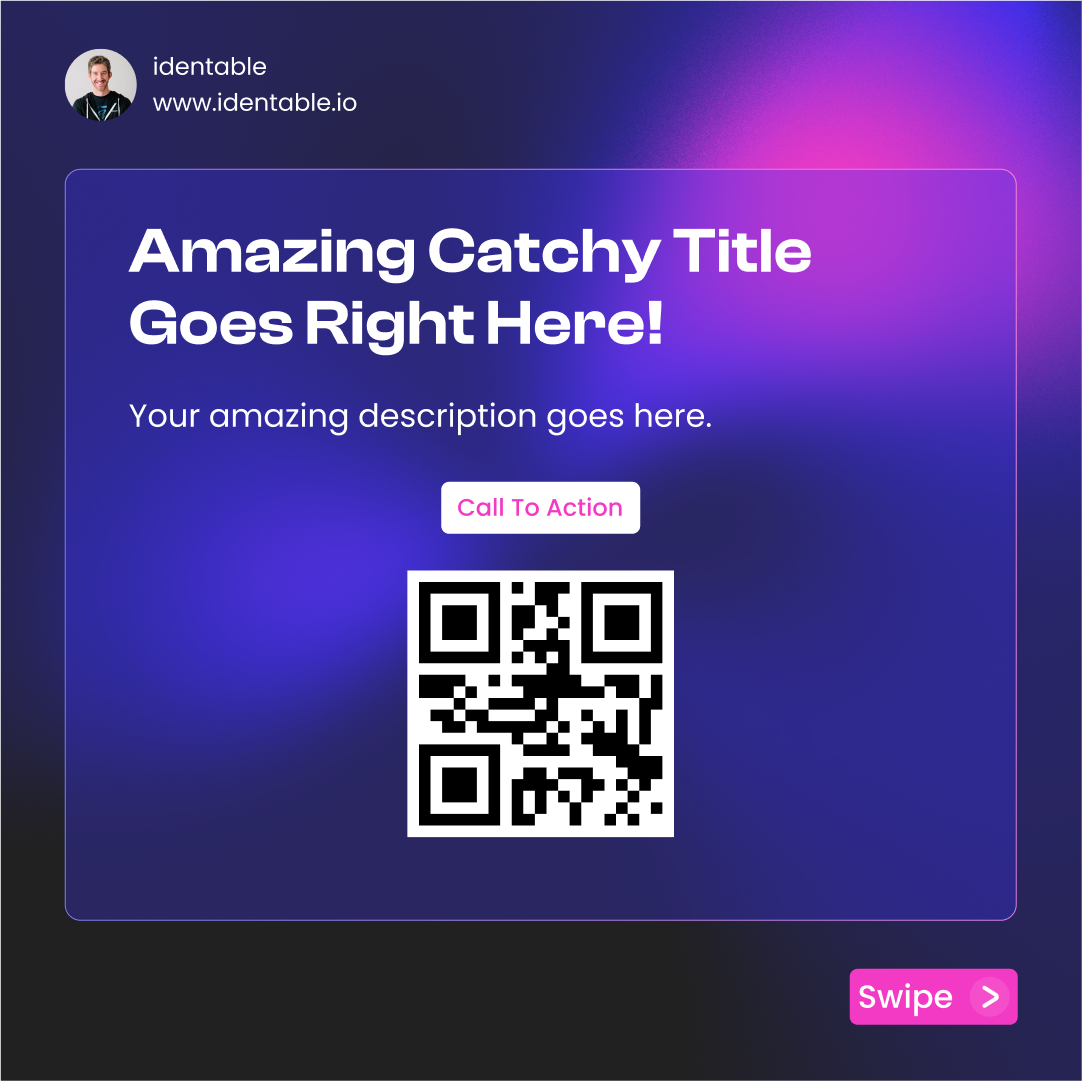 identable
www.identable.io
Amazing Catchy Title
Goes Right Here!
Your amazing description goes here.
Call To Action
Swipe